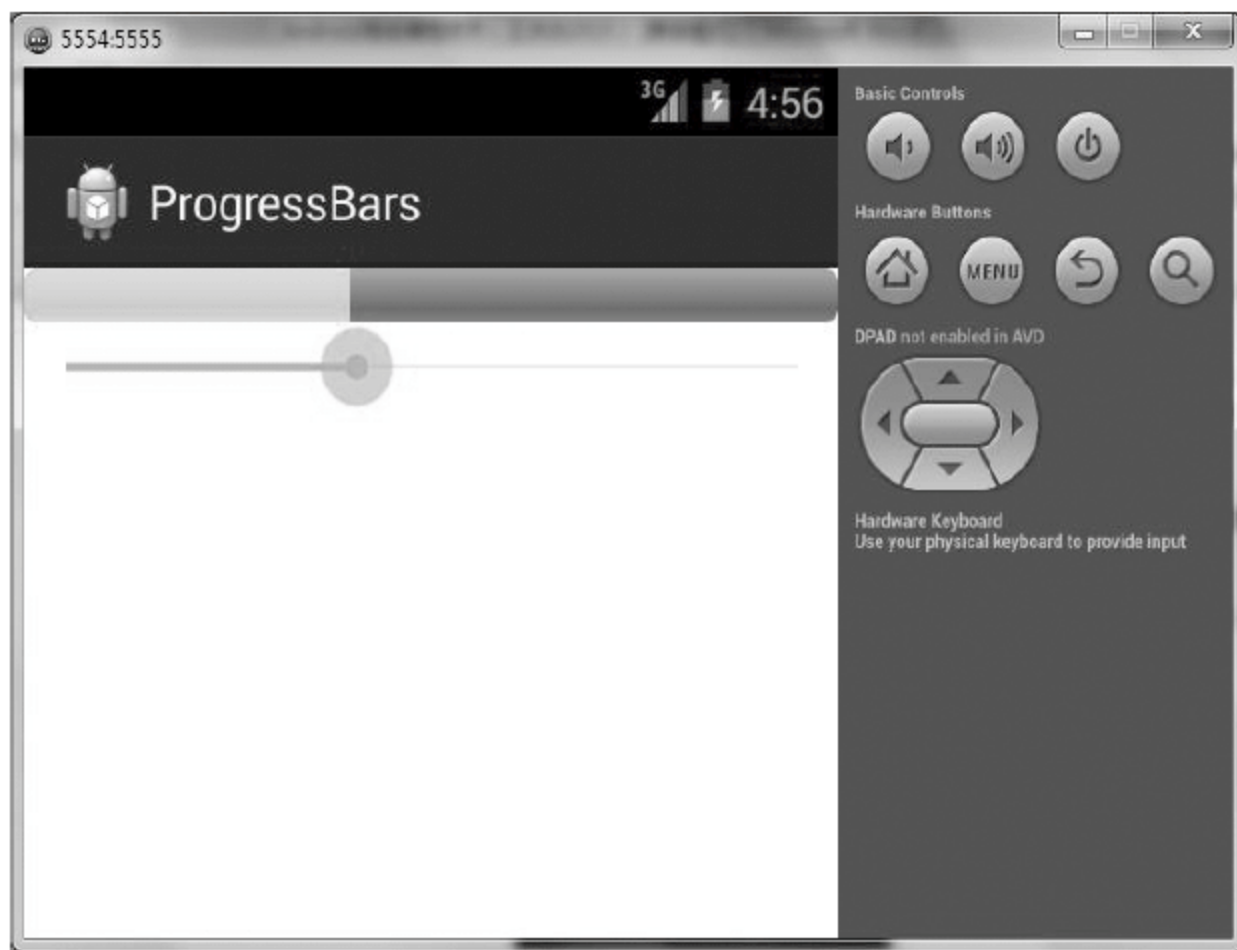 5554:5555
3G 4:56
ProgressBars
Basic Controls
Hardware Buttons
MENU
DPAD not enabled in AVD
Hardware Keyboard
Use your physical keyboard to provide input